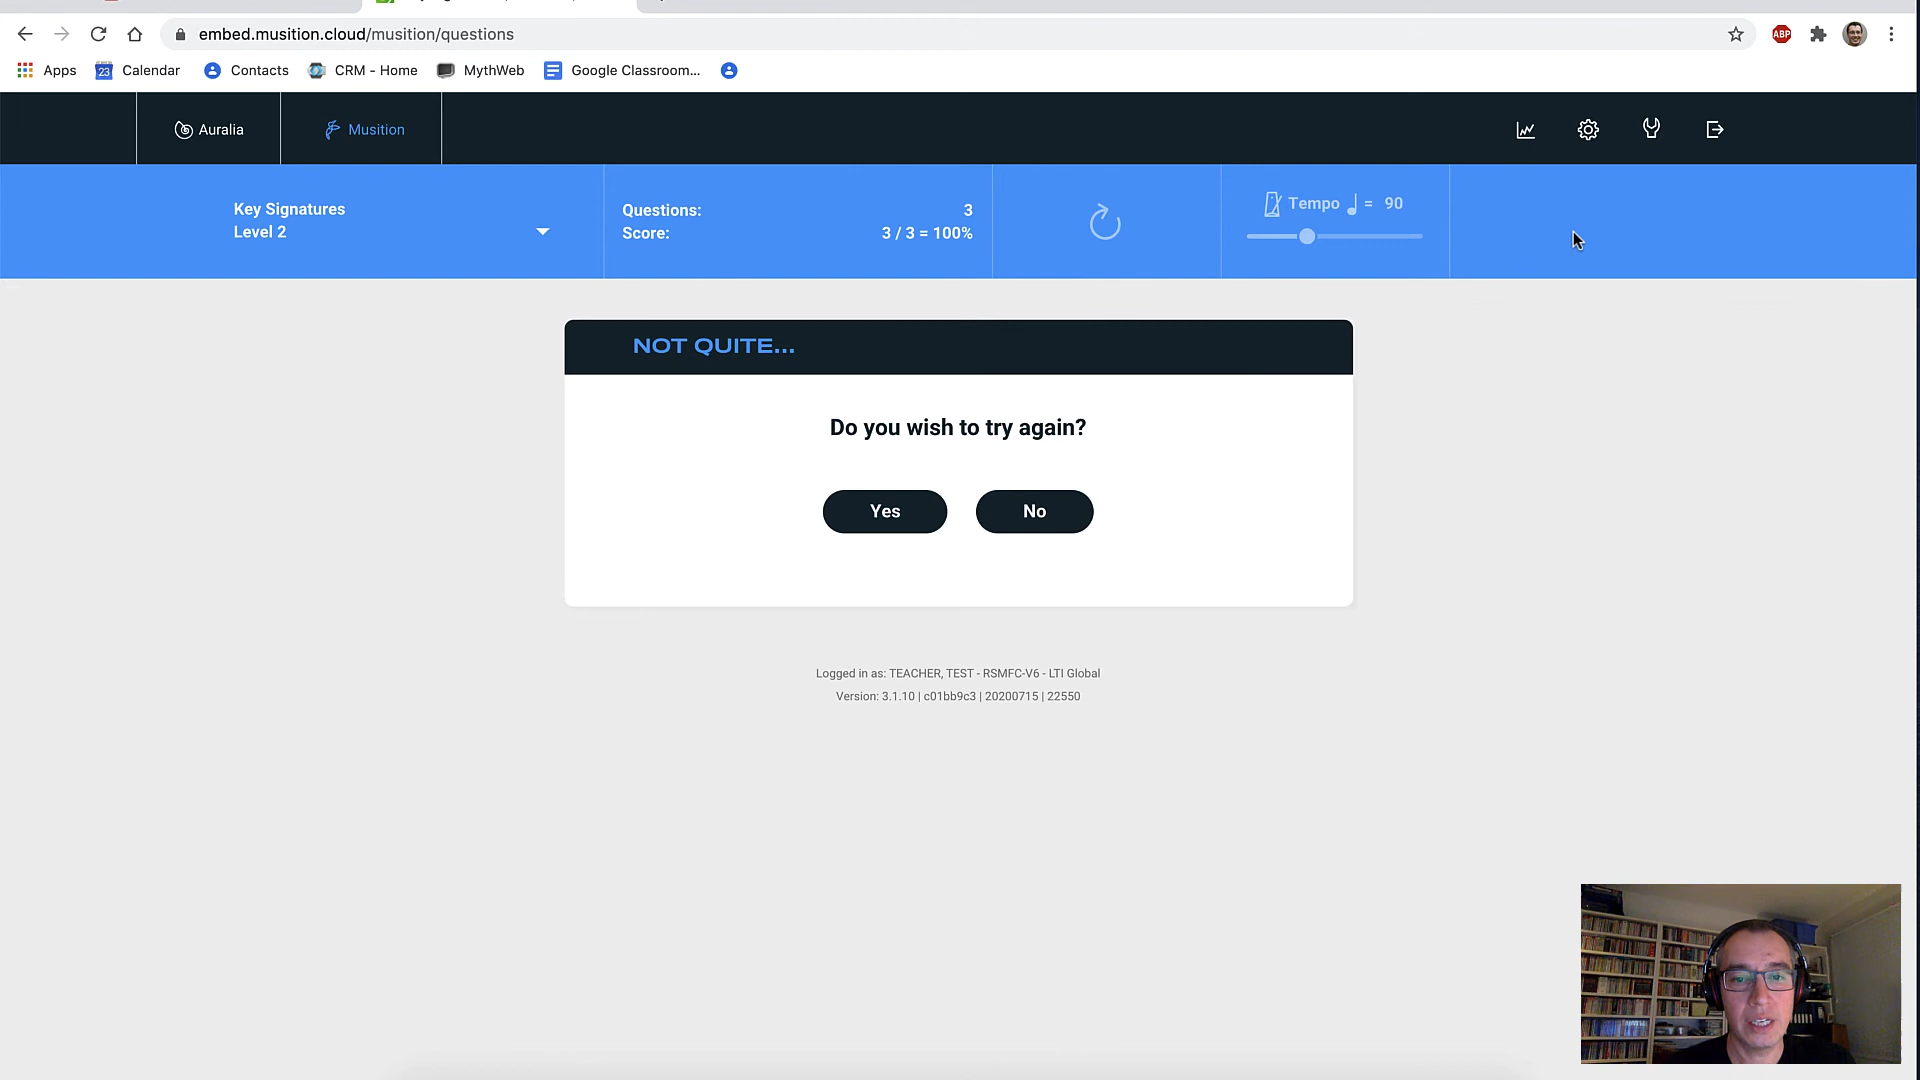 embed.musition.cloud/musition/questions
ABP
Apps
23
Calendar
Contacts
CRM - Home
MythWeb
Google Classroom...
Auralia
Musition
Key Signatures
Level 2
Questions: 3
Score: 3 / 3 = 100%
Tempo ♩ = 90
NOT QUITE...
Do you wish to try again?
Yes
No
Logged in as: TEACHER, TEST - RSMFC-V6 - LTI Global
Version: 3.1.10 | c01bb9c3 | 20200715 | 22550